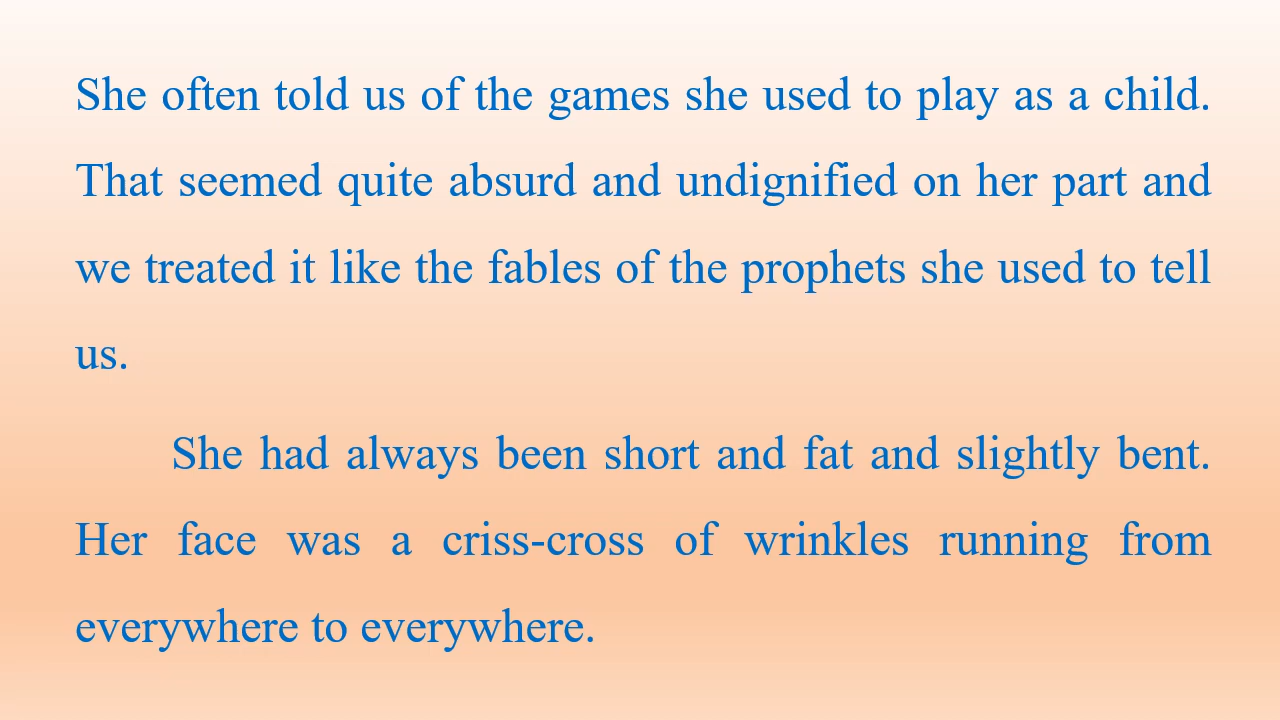 She often told us of the games she used to play as a child.
That seemed quite absurd and undignified on her part and
we treated it like the fables of the prophets she used to tell
us.
She had always been short and fat and slightly bent.
Her face was a criss-cross of wrinkles running from
everywhere to everywhere.